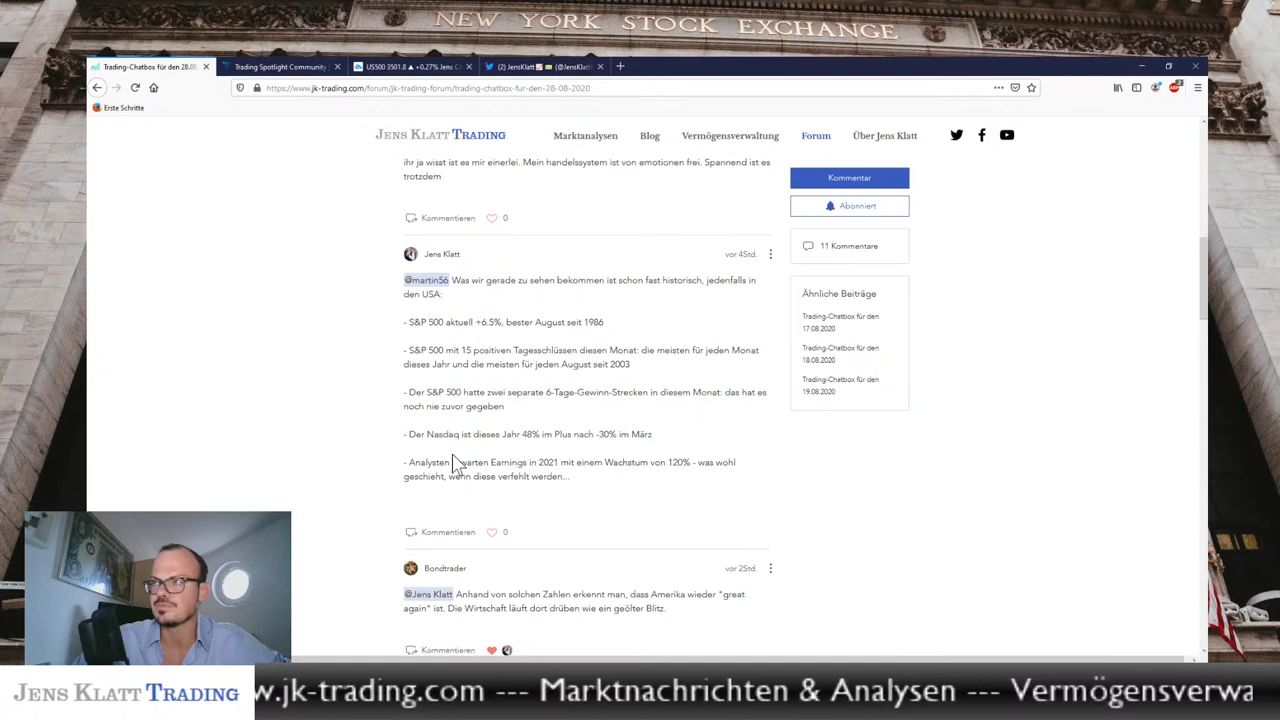 NEW YORK STOCK EXCHANGE
Trading-Chatbox für den 28.08
Trading Spotlight Community
US500 3501.8 ▲ +0.27% Jens
(2) JensKlatt
https://www.jk-trading.com/forum/jk-trading-forum/trading-chatbox-fur-den-28-08-2020
Erste Schritte
JENS KLATT TRADING
Marktanalysen
Blog
Vermögensverwaltung
Forum
Über Jens Klatt
ihr ja wisst ist es mir einerlei. Mein handelssystem ist von emotionen frei. Spannend ist es
trotzdem
Kommentieren 0
Kommentar
Abonniert
11 Kommentare
Ähnliche Beiträge
Trading-Chatbox für den
17.08.2020
Trading-Chatbox für den
18.08.2020
Trading-Chatbox für den
19.08.2020
Jens Klatt
vor 4Std.
@martin56 Was wir gerade zu sehen bekommen ist schon fast historisch, jedenfalls in
den USA:
- S&P 500 aktuell +6.5%, bester August seit 1986
- S&P 500 mit 15 positiven Tagesschlüssen diesen Monat: die meisten für jeden Monat
dieses Jahr und die meisten für jeden August seit 2003
- Der S&P 500 hatte zwei separate 6-Tage-Gewinn-Strecken in diesem Monat: das hat es
noch nie zuvor gegeben
- Der Nasdaq ist dieses Jahr 48% im Plus nach -30% im März
- Analysten erwarten Earnings in 2021 mit einem Wachstum von 120% - was wohl
geschieht, wenn diese verfehlt werden...
Kommentieren 0
Bondtrader
vor 2Std.
@Jens Klatt Anhand von solchen Zahlen erkennt man, dass Amerika wieder "great
again" ist. Die Wirtschaft läuft dort drüben wie ein geölter Blitz.
Kommentieren
JENS KLATT TRADING
w.jk-trading.com --- Marktnachrichten & Analysen --- Vermögensverwa